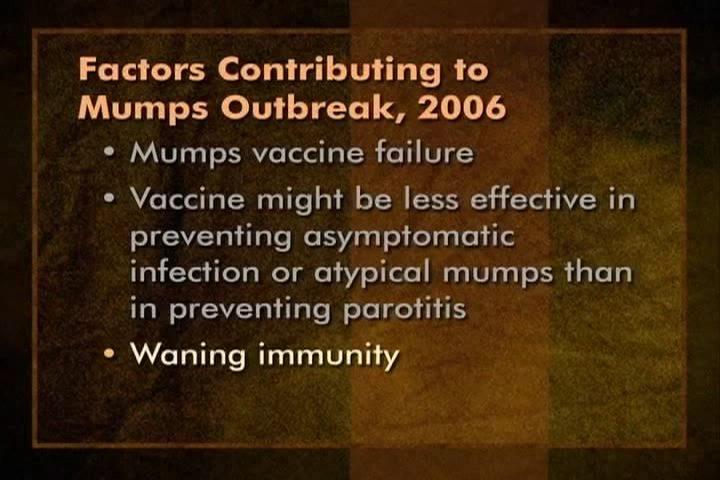 Factors Contributing to
Mumps Outbreak, 2006
• Mumps vaccine failure
• Vaccine might be less effective in
preventing asymptomatic
infection or atypical mumps than
in preventing parotitis
• Waning immunity